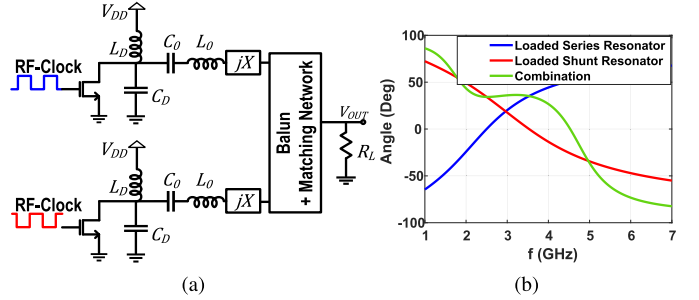 V_DD
L_D
C_0
L_0
jX
RF-Clock
C_D
V_DD
L_D
C_0
L_0
jX
RF-Clock
C_D
Balun
+ Matching Network
V_OUT
R_L
(a)
100
50
0
-50
-100
Angle (Deg)
Loaded Series Resonator
Loaded Shunt Resonator
Combination
1 2 3 4 5 6 7
f (GHz)
(b)